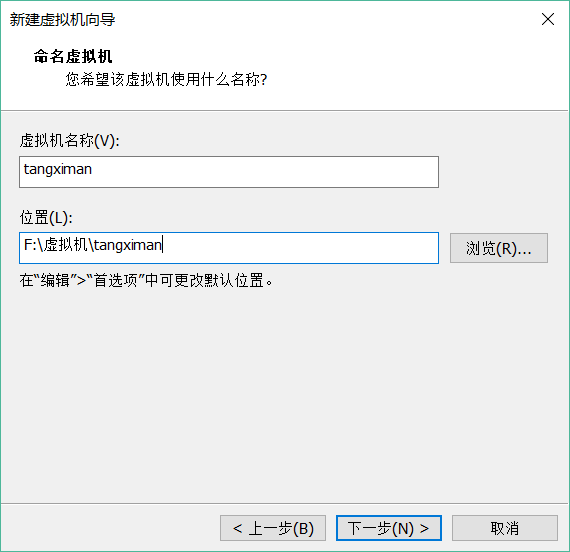 新建虚拟机向导
命名虚拟机
您希望该虚拟机使用什么名称?
虚拟机名称(V):
tangximan
位置(L):
F:\虚拟机\tangximan
浏览(R)...
在“编辑”>“首选项”中可更改默认位置。
< 上一步(B)
下一步(N) >
取消